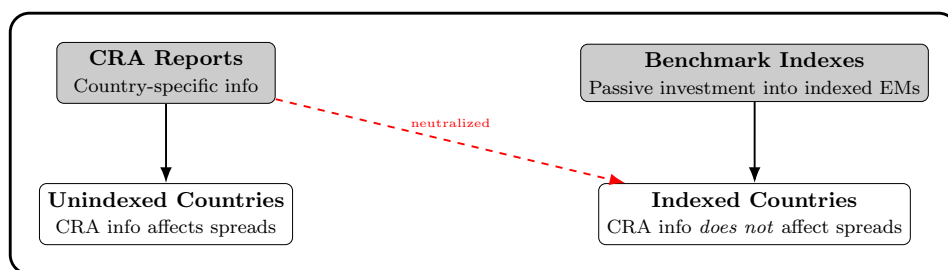 CRA Reports
Country-specific info
Benchmark Indexes
Passive investment into indexed EMs
neutralized
Unindexed Countries
CRA info affects spreads
Indexed Countries
CRA info does not affect spreads